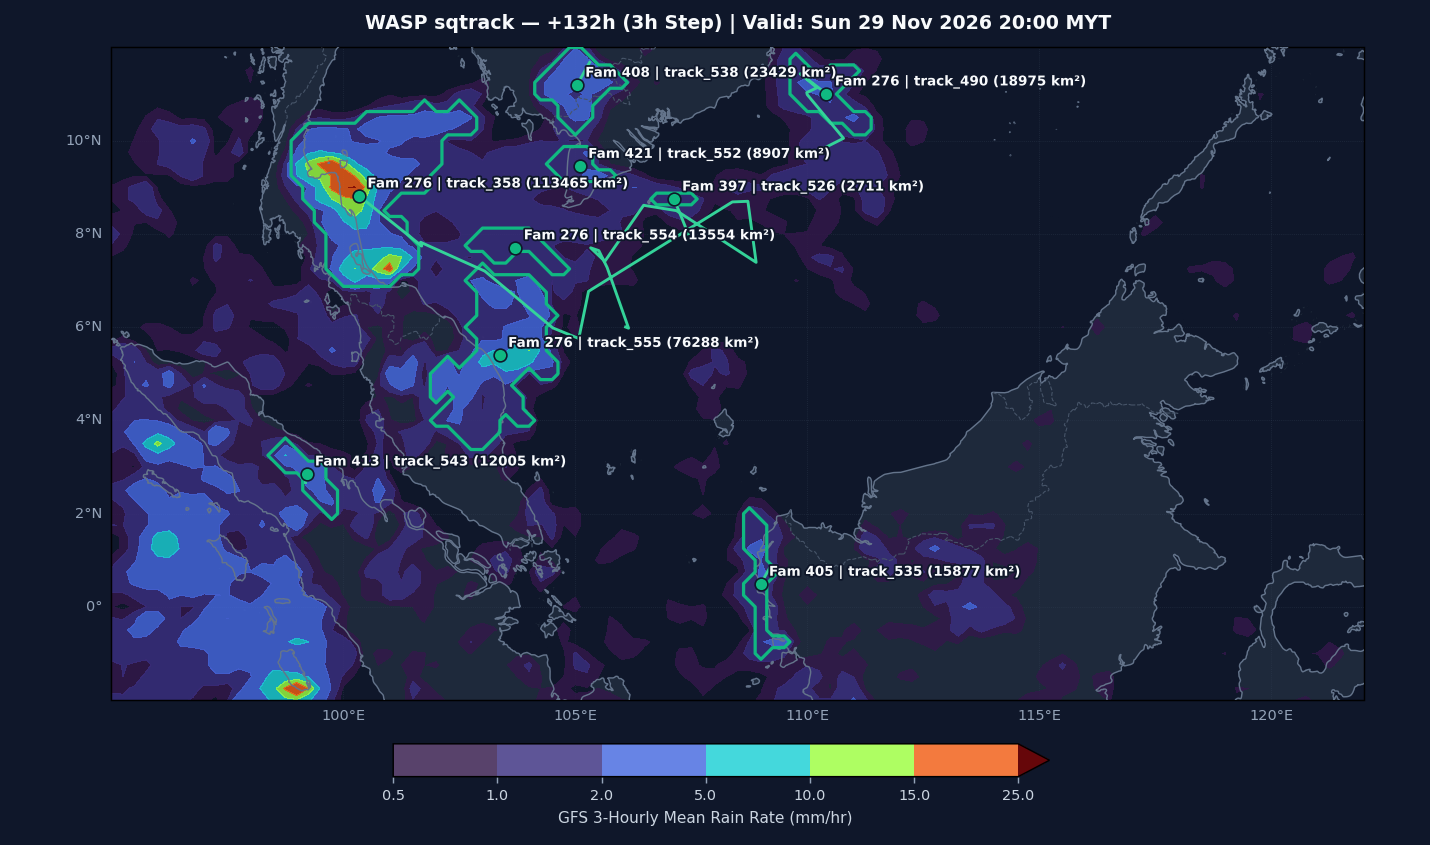 WASP sqtrack — +132h (3h Step) | Valid: Sun 29 Nov 2026 20:00 MYT
Fam 408 | track_538 (23429 km²)
Fam 276 | track_490 (18975 km²)
10°N
Fam 421 | track_552 (8907 km²)
Fam 276 | track_358 (113465 km²)
Fam 397 | track_526 (2711 km²)
8°N
Fam 276 | track_554 (13554 km²)
6°N
Fam 276 | track_555 (76288 km²)
4°N
Fam 413 | track_543 (12005 km²)
2°N
Fam 405 | track_535 (15877 km²)
0°
100°E 105°E 110°E 115°E 120°E
0.5 1.0 2.0 5.0 10.0 15.0 25.0
GFS 3-Hourly Mean Rain Rate (mm/hr)